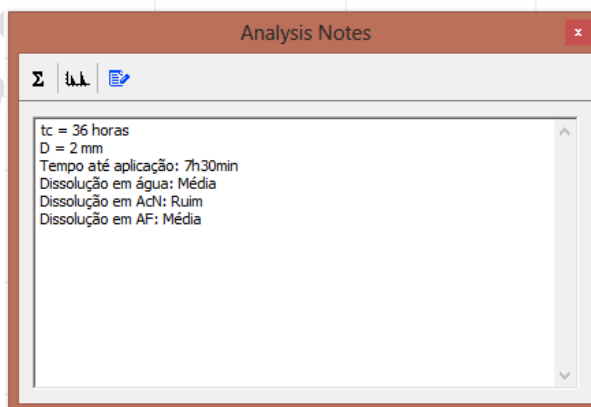 Analysis Notes
x
Σ
tc = 36 horas
D = 2 mm
Tempo até aplicação: 7h30min
Dissolução em água: Média
Dissolução em AcN: Ruim
Dissolução em AF: Média